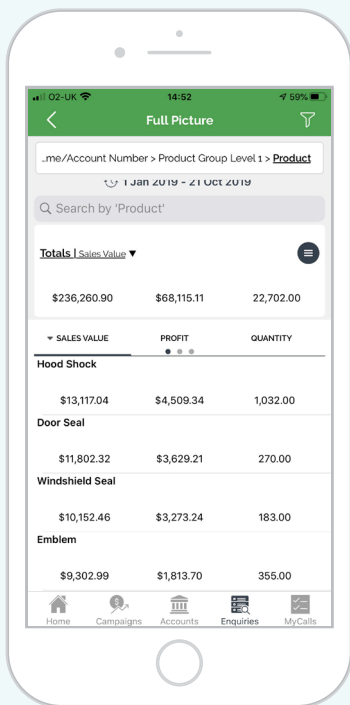 O2-UK 14:52 59%
Full Picture
..me/Account Number > Product Group Level 1 > Product
1 Jan 2019 - 21 Oct 2019
Search by 'Product'
Totals | Sales Value ▼
$236,260.90 $68,115.11 22,702.00
▼ SALES VALUE PROFIT QUANTITY
Hood Shock
$13,117.04 $4,509.34 1,032.00
Door Seal
$11,802.32 $3,629.21 270.00
Windshield Seal
$10,152.46 $3,273.24 183.00
Emblem
$9,302.99 $1,813.70 355.00
Home Campaigns Accounts Enquiries MyCalls